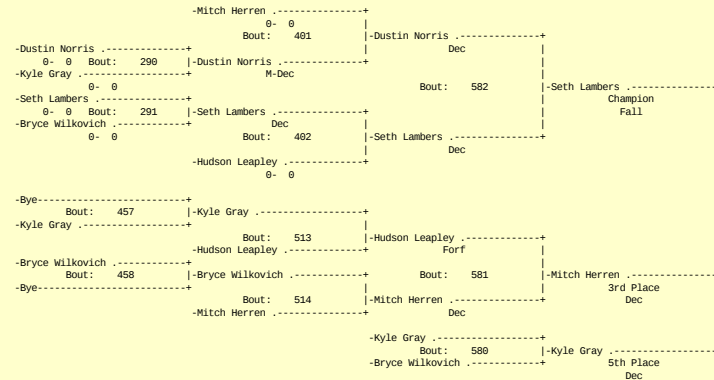 -Mitch Herren .---------------+
0-  0                         |
Bout:    401            |-Dustin Norris .---------------+
-Dustin Norris .--------------+                              |            Dec             |
0-  0   Bout:    290      |-Dustin Norris .--------------+                            |
-Kyle Gray .------------------+            M-Dec                                       |
0-  0                                                        Bout:    582      |-Seth Lambers .---------------
-Seth Lambers .---------------+                                                        |            Champion
0-  0   Bout:    291      |-Seth Lambers .---------------+                            |              Fall
-Bryce Wilkovich .------------+             Dec              |                            |
0-  0                               Bout:    402      |-Seth Lambers .---------------+
|            Dec
-Hudson Leapley .-------------+
0-  0
-Bye--------------------------+
Bout:    457            |-Kyle Gray .------------------+
-Kyle Gray .------------------+                              |
Bout:    513            |-Hudson Leapley .-------------+
-Hudson Leapley .-------------+            Forf             |
-Bryce Wilkovich .------------+                                                        |
Bout:    458            |-Bryce Wilkovich .------------+      Bout:    581      |-Mitch Herren .---------------
-Bye--------------------------+                              |                            |            3rd Place
Bout:    514            |-Mitch Herren .---------------+               Dec
-Mitch Herren .---------------+            Dec
-Kyle Gray .------------------+
Bout:    580            |-Kyle Gray .------------------
-Bryce Wilkovich .------------+            5th Place
Dec